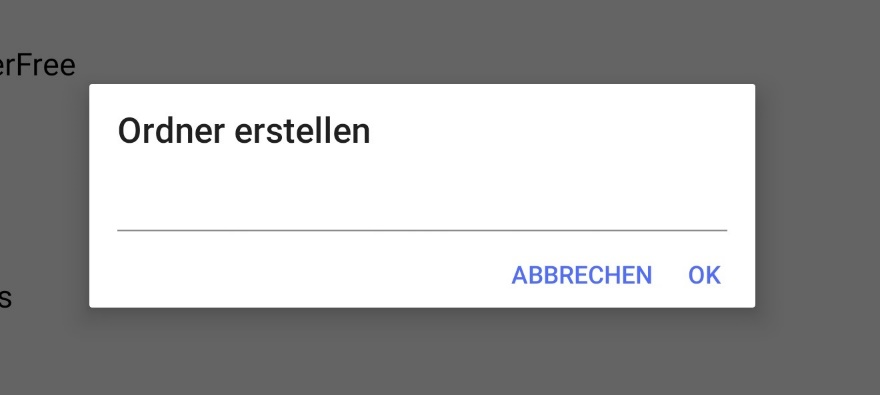 erFree
Ordner erstellen
ABBRECHEN OK
s